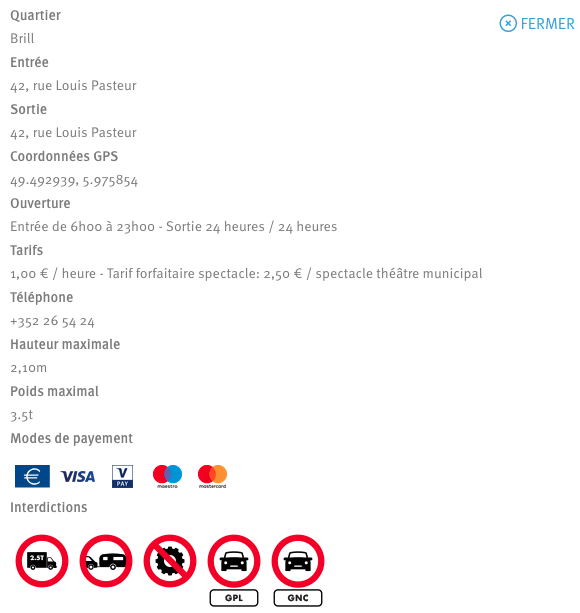 Quartier
FERMER
Brill
Entrée
42, rue Louis Pasteur
Sortie
42, rue Louis Pasteur
Coordonnées GPS
49.492939, 5.975854
Ouverture
Entrée de 6h00 à 23h00 - Sortie 24 heures / 24 heures
Tarifs
1,00 € / heure - Tarif forfaitaire spectacle: 2,50 € / spectacle théâtre municipal
Téléphone
+352 26 54 24
Hauteur maximale
2,10m
Poids maximal
3.5t
Modes de payement
€ VISA V PAY maestro mastercard
Interdictions
2.5T
GPL GNC